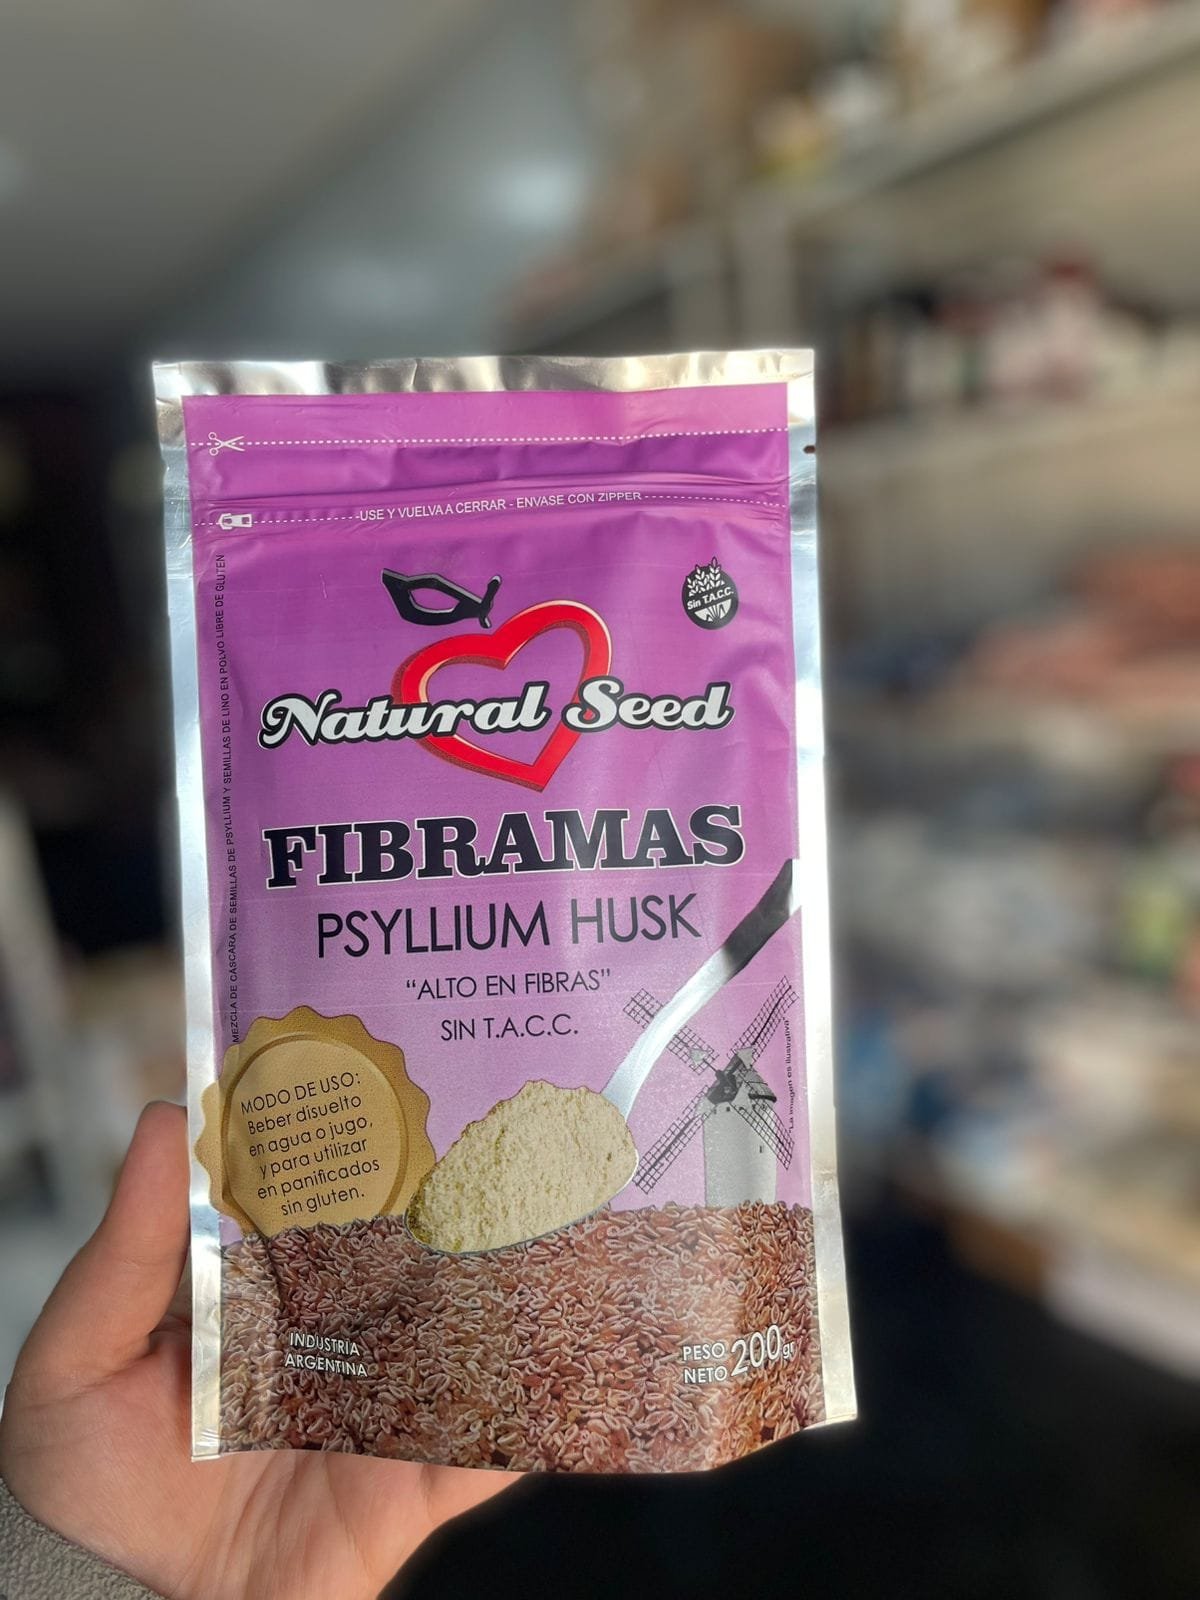 USE Y VUELVA A CERRAR - ENVASE CON ZIPPER
MEZCLA DE CÁSCARA DE SEMILLAS DE PSYLLIUM Y SEMILLAS DE LINO EN POLVO LIBRE DE GLUTEN
Sin T.A.C.C.
Natural Seed
FIBRAMAS
PSYLLIUM HUSK
“ALTO EN FIBRAS”
SIN T.A.C.C.
MODO DE USO:
Beber disuelto
en agua o jugo,
y para utilizar
en panificados
sin gluten.
"La imagen es ilustrativa"
INDUSTRIA
ARGENTINA
PESO
NETO 200gr